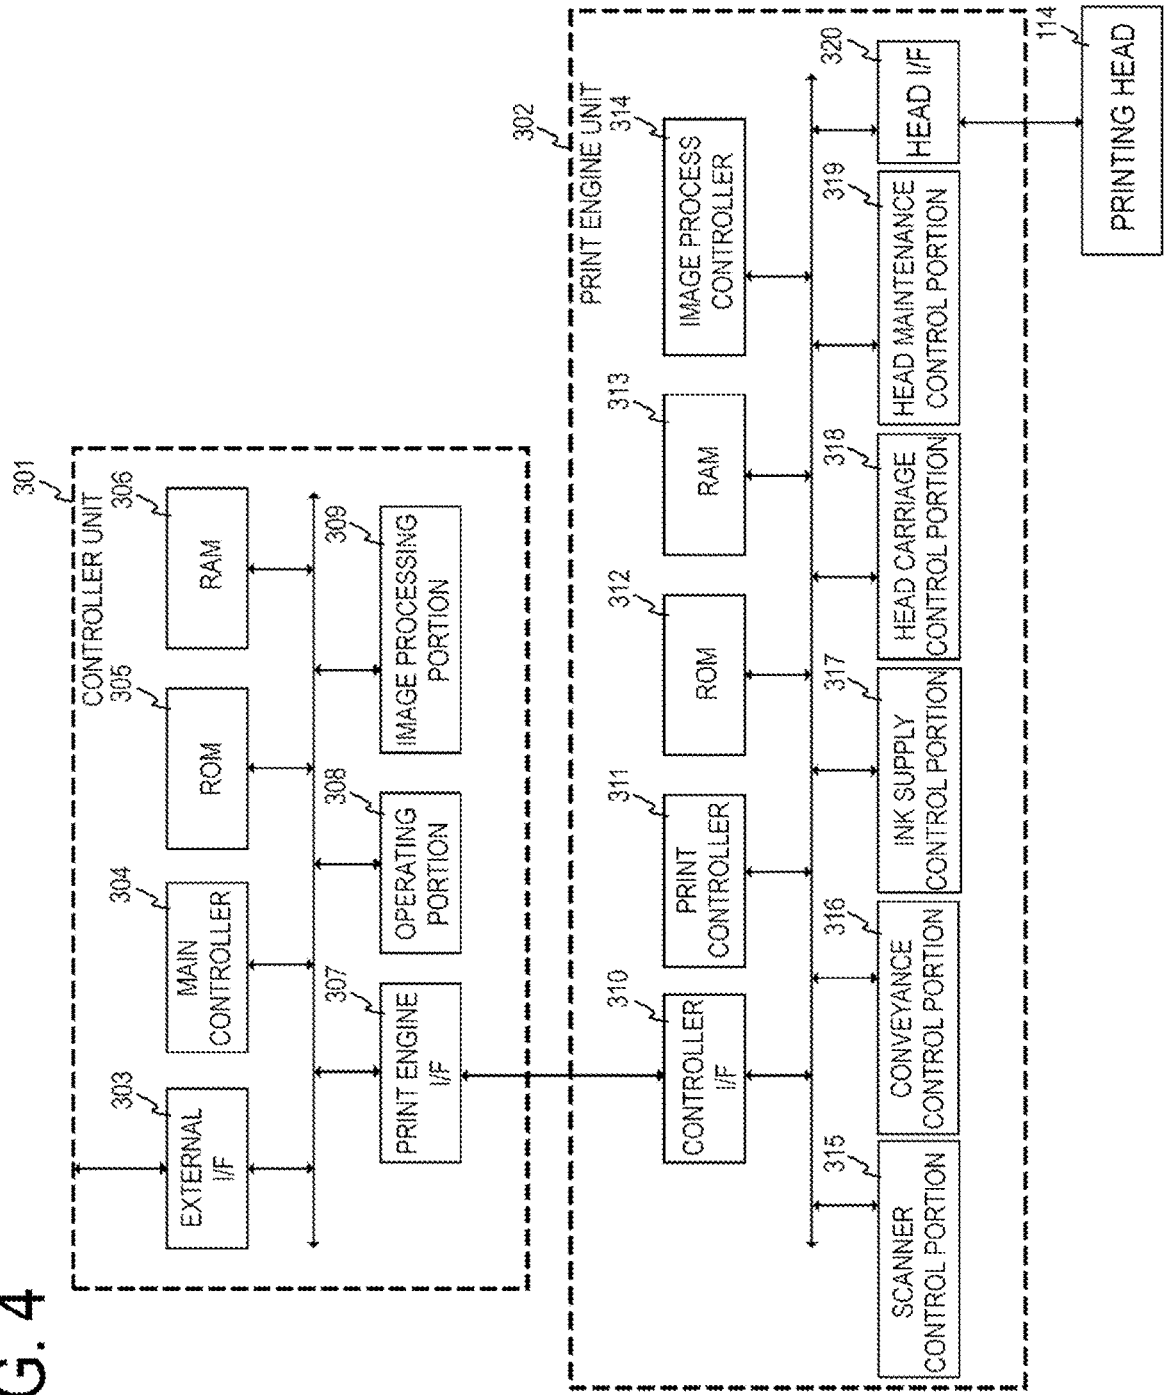 G. 4
301
CONTROLLER UNIT
303
EXTERNAL
I/F
304
MAIN
CONTROLLER
305
ROM
306
RAM
307
PRINT ENGINE
I/F
308
OPERATING
PORTION
309
IMAGE PROCESSING
PORTION
302
PRINT ENGINE UNIT
310
CONTROLLER
I/F
311
PRINT
CONTROLLER
312
ROM
313
RAM
314
IMAGE PROCESS
CONTROLLER
315
SCANNER
CONTROL PORTION
316
CONVEYANCE
CONTROL PORTION
317
INK SUPPLY
CONTROL PORTION
318
HEAD CARRIAGE
CONTROL PORTION
319
HEAD MAINTENANCE
CONTROL PORTION
320
HEAD I/F
114
PRINTING HEAD